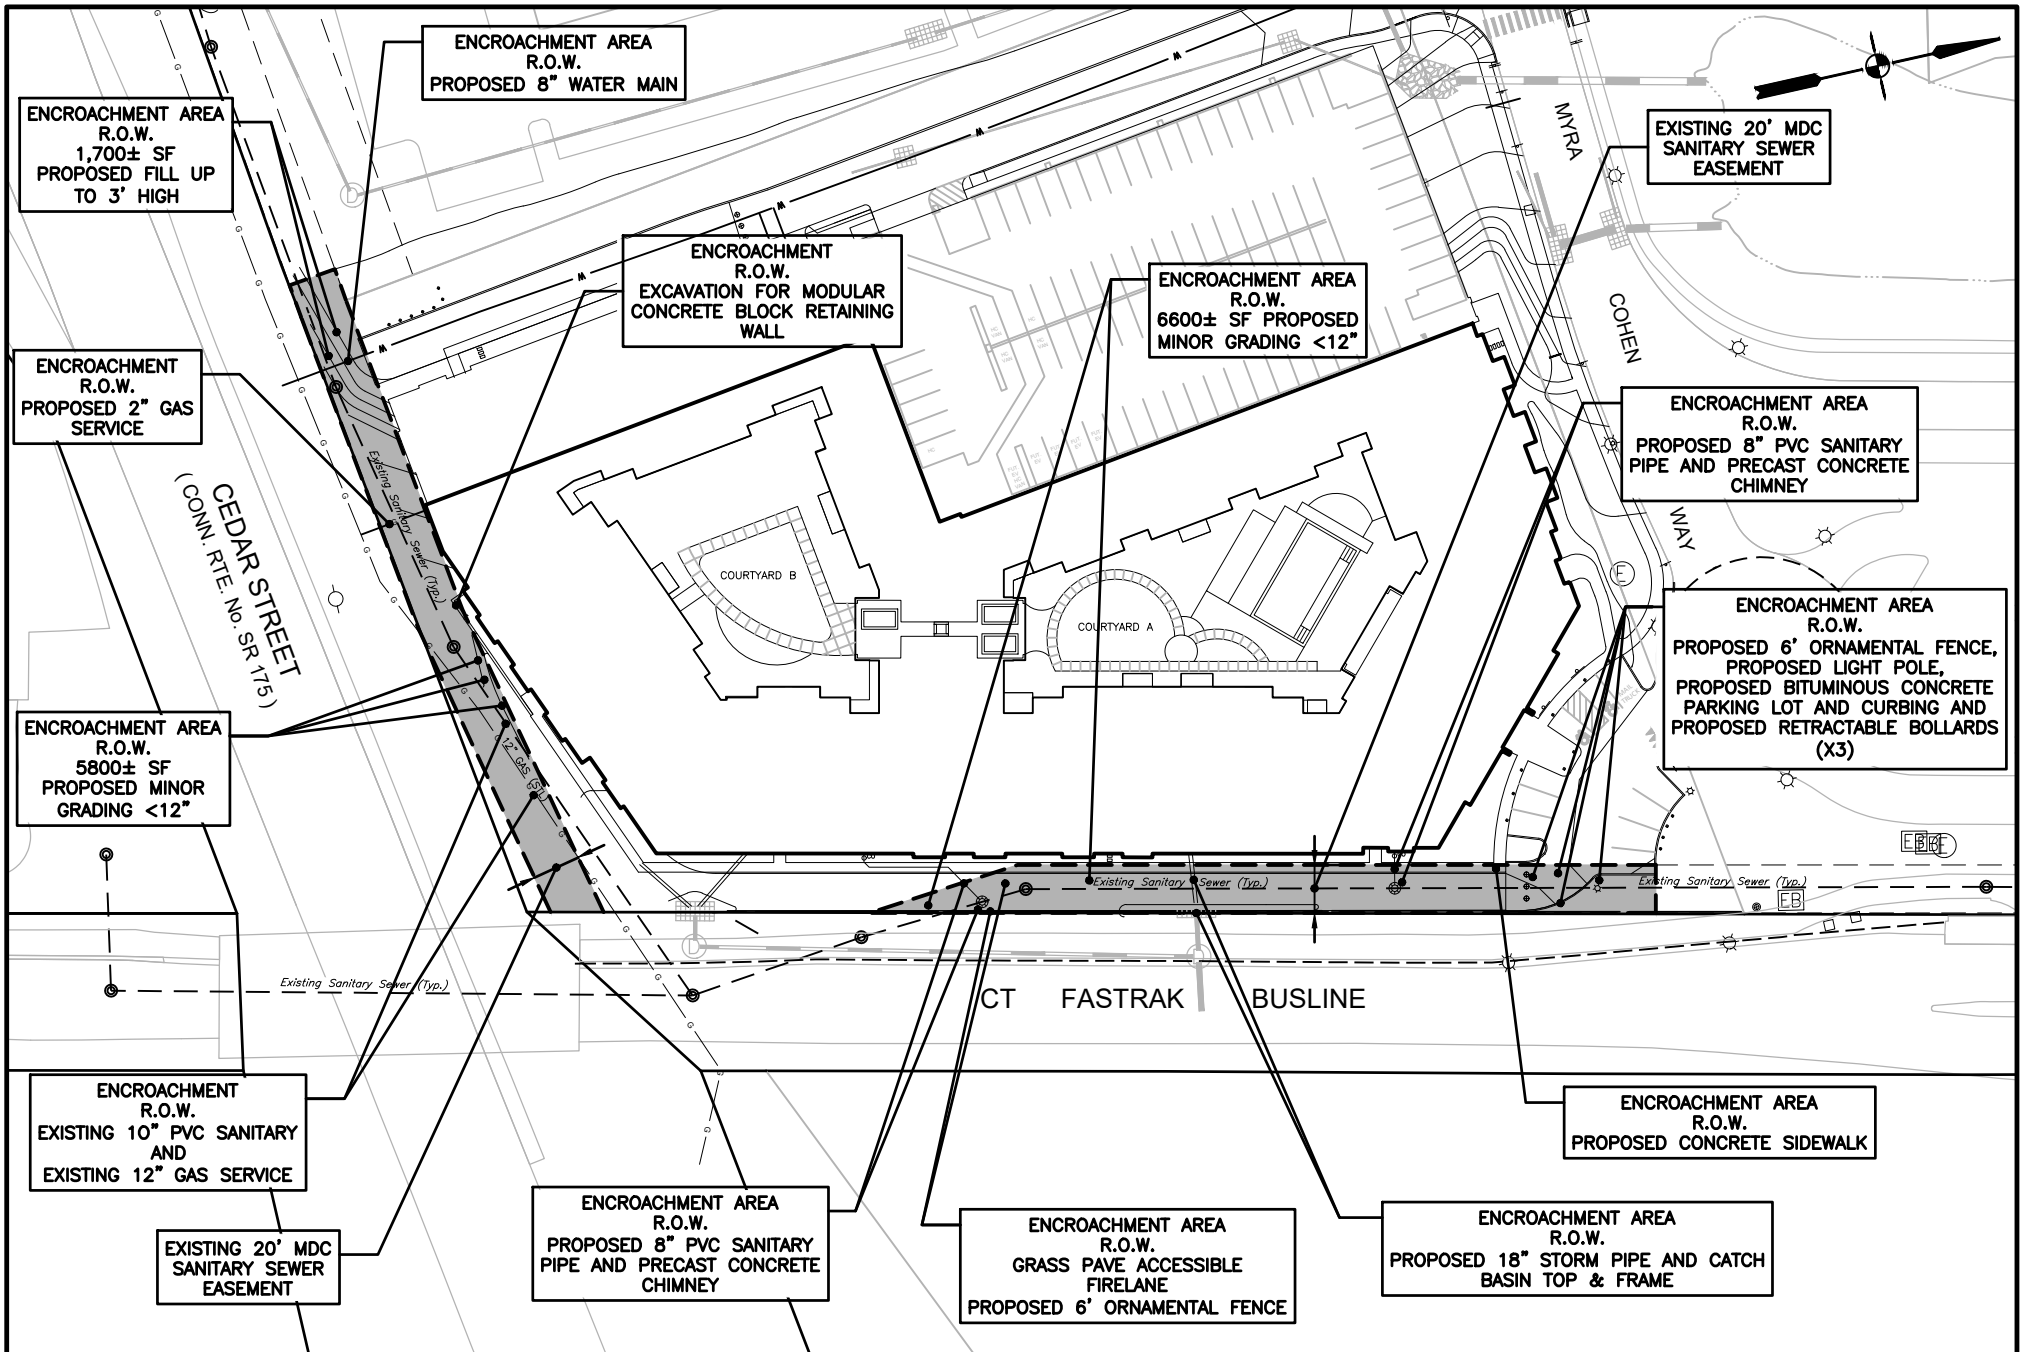 ENCROACHMENT AREA
R.O.W.
PROPOSED 8" WATER MAIN
ENCROACHMENT AREA
R.O.W.
1,700± SF
PROPOSED FILL UP
TO 3' HIGH
EXISTING 20' MDC
SANITARY SEWER
EASEMENT
MYRA
COHEN
WAY
ENCROACHMENT
R.O.W.
EXCAVATION FOR MODULAR
CONCRETE BLOCK RETAINING
WALL
ENCROACHMENT AREA
R.O.W.
6600± SF PROPOSED
MINOR GRADING <12"
ENCROACHMENT
R.O.W.
PROPOSED 2" GAS
SERVICE
ENCROACHMENT AREA
R.O.W.
PROPOSED 8" PVC SANITARY
PIPE AND PRECAST CONCRETE
CHIMNEY
CEDAR STREET
(CONN. RTE. No. SR 175)
Existing Sanitary Sewer (Typ.)
COURTYARD B
COURTYARD A
ENCROACHMENT AREA
R.O.W.
PROPOSED 6' ORNAMENTAL FENCE,
PROPOSED LIGHT POLE,
PROPOSED BITUMINOUS CONCRETE
PARKING LOT AND CURBING AND
PROPOSED RETRACTABLE BOLLARDS
(X3)
ENCROACHMENT AREA
R.O.W.
5800± SF
PROPOSED MINOR
GRADING <12"
12" GAS (STL)
Existing Sanitary Sewer (Typ.)
Existing Sanitary Sewer (Typ.)
EB
E
EB
D
D
D
E
W
W
W
W
W
G
G
G
Existing Sanitary Sewer (Typ.)
CT FASTRAK BUSLINE
ENCROACHMENT
R.O.W.
EXISTING 10" PVC SANITARY
AND
EXISTING 12" GAS SERVICE
ENCROACHMENT AREA
R.O.W.
PROPOSED CONCRETE SIDEWALK
EXISTING 20' MDC
SANITARY SEWER
EASEMENT
ENCROACHMENT AREA
R.O.W.
PROPOSED 8" PVC SANITARY
PIPE AND PRECAST CONCRETE
CHIMNEY
ENCROACHMENT AREA
R.O.W.
GRASS PAVE ACCESSIBLE
FIRELANE
PROPOSED 6' ORNAMENTAL FENCE
ENCROACHMENT AREA
R.O.W.
PROPOSED 18" STORM PIPE AND CATCH
BASIN TOP & FRAME